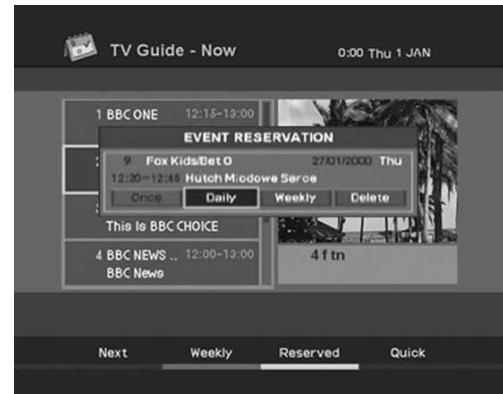 TV Guide - Now 0:00 Thu 1 JAN
1 BBC ONE 12:15-13:00
EVENT RESERVATION
9 Fox Kids/Bet O 27/01/2000 Thu
12:20-12:45 Hutch Miodowe Serce
Once Daily Weekly Delete
This Is BBC CHOICE
4 BBC NEWS .. 12:00-13:00
BBC News
4 f tn
Next Weekly Reserved Quick